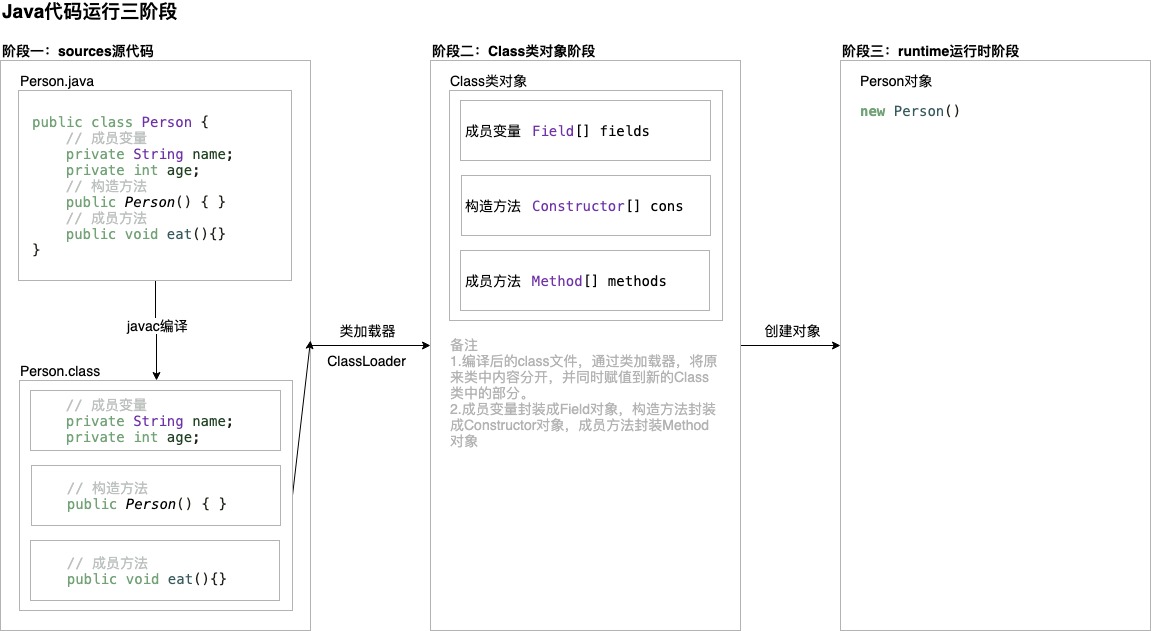 Java代码运行三阶段
阶段一：sources源代码
Person.java
public class Person {
// 成员变量
private String name;
private int age;
// 构造方法
public Person() { }
// 成员方法
public void eat(){}
}
javac编译
Person.class
// 成员变量
private String name;
private int age;
// 构造方法
public Person() { }
// 成员方法
public void eat(){}
类加载器
ClassLoader
阶段二：Class类对象阶段
Class类对象
成员变量 Field[] fields
构造方法 Constructor[] cons
成员方法 Method[] methods
备注
1.编译后的class文件，通过类加载器，将原
来类中内容分开，并同时赋值到新的Class
类中的部分。
2.成员变量封装成Field对象，构造方法封装
成Constructor对象，成员方法封装Method
对象
创建对象
阶段三：runtime运行时阶段
Person对象
new Person()